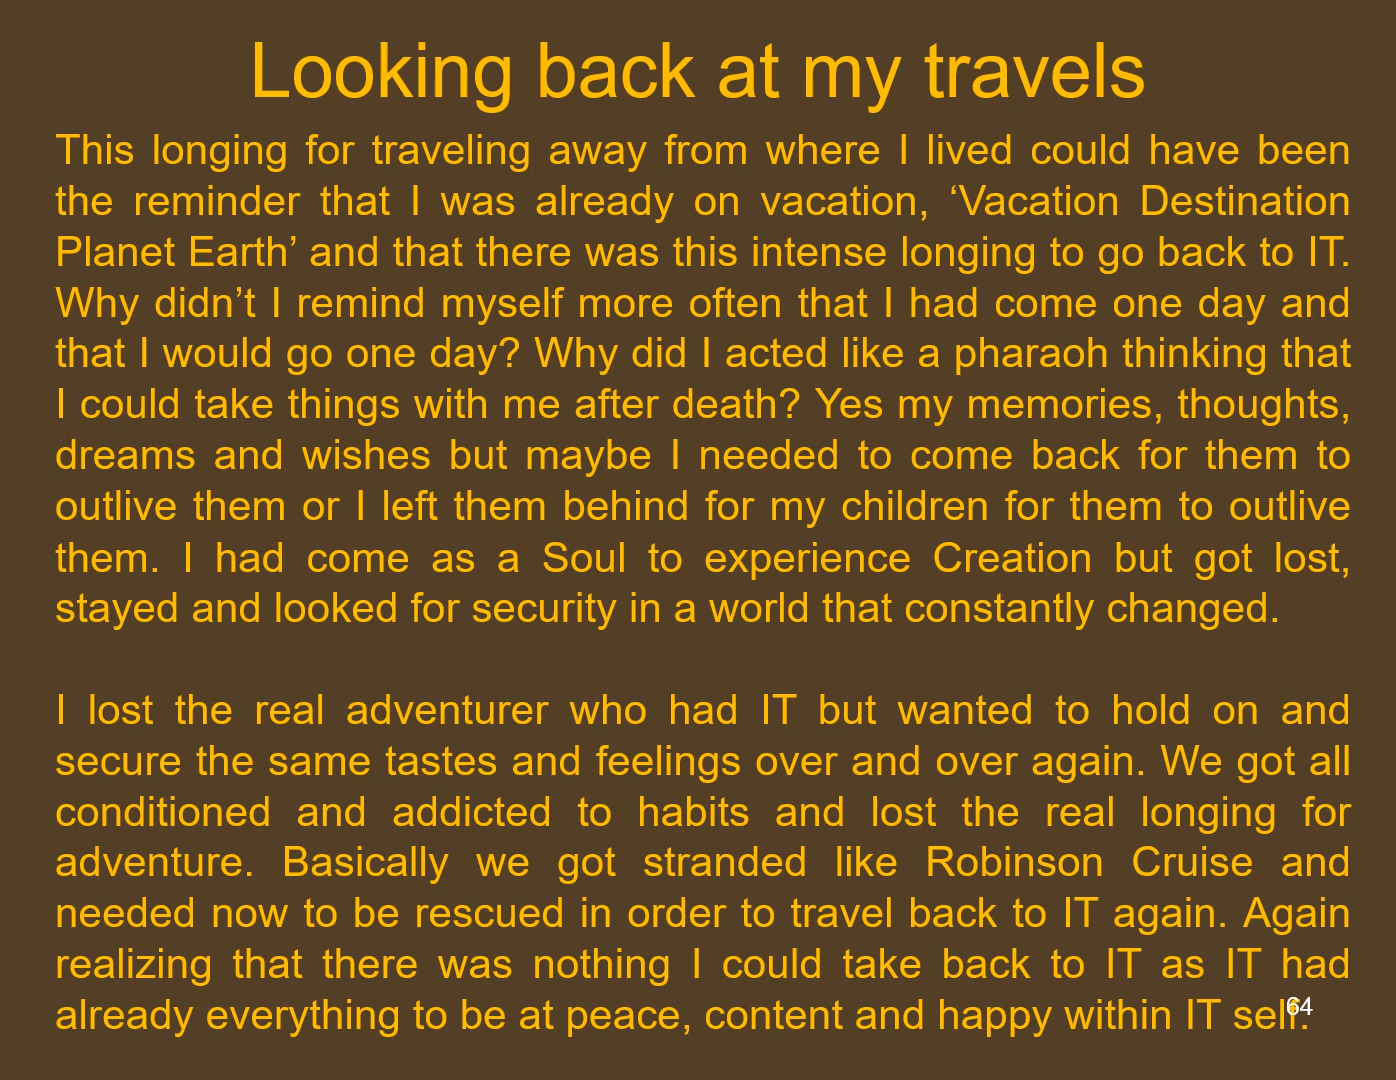 Looking back at my travels
This longing for traveling away from where I lived could have been
the reminder that I was already on vacation, ‘Vacation Destination
Planet Earth’ and that there was this intense longing to go back to IT.
Why didn’t I remind myself more often that I had come one day and
that I would go one day? Why did I acted like a pharaoh thinking that
I could take things with me after death? Yes my memories, thoughts,
dreams and wishes but maybe I needed to come back for them to
outlive them or I left them behind for my children for them to outlive
them. I had come as a Soul to experience Creation but got lost,
stayed and looked for security in a world that constantly changed.
I lost the real adventurer who had IT but wanted to hold on and
secure the same tastes and feelings over and over again. We got all
conditioned and addicted to habits and lost the real longing for
adventure. Basically we got stranded like Robinson Cruise and
needed now to be rescued in order to travel back to IT again. Again
realizing that there was nothing I could take back to IT as IT had
already everything to be at peace, content and happy within IT self.
64